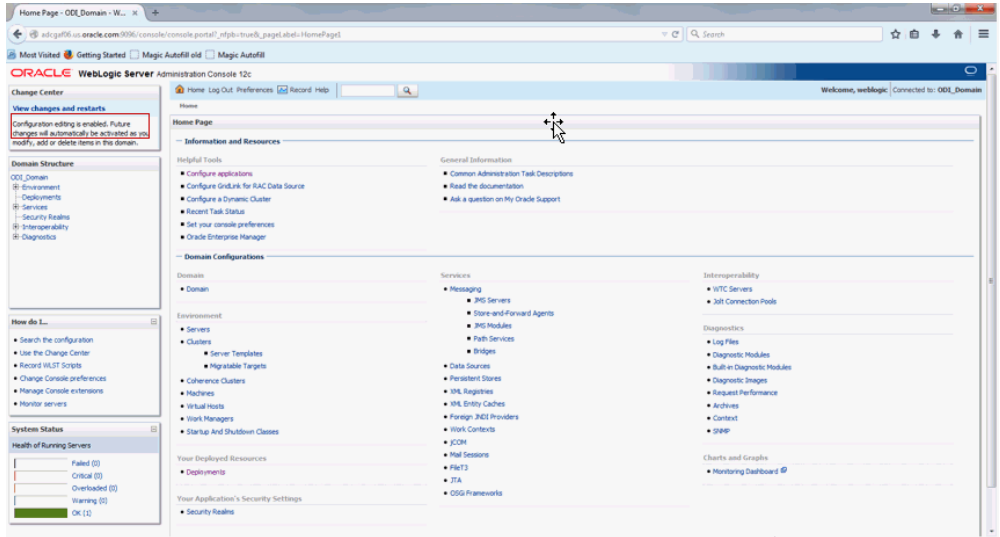 Home Page - ODI_Domain - W...
adcgaf06.us.oracle.com:9096/console/console.portal?_nfpb=true&_pageLabel=HomePage1
Search
Most Visited Getting Started Magic Autofill old Magic Autofill
ORACLE WebLogic Server Administration Console 12c
Change Center
View changes and restarts
Configuration editing is enabled. Future
changes will automatically be activated as you
modify, add or delete items in this domain.
Domain Structure
ODI_Domain
Environment
Deployments
Services
Security Realms
Interoperability
Diagnostics
How do I...
Search the configuration
Use the Change Center
Record WLST Scripts
Change Console preferences
Manage Console extensions
Monitor servers
System Status
Health of Running Servers
Failed (0)
Critical (0)
Overloaded (0)
Warning (0)
OK (1)
Home Log Out Preferences Record Help
Welcome, weblogic Connected to: ODI_Domain
Home
Home Page
Information and Resources
Helpful Tools
Configure applications
Configure GridLink for RAC Data Source
Configure a Dynamic Cluster
Recent Task Status
Set your console preferences
Oracle Enterprise Manager
General Information
Common Administration Task Descriptions
Read the documentation
Ask a question on My Oracle Support
Domain Configurations
Domain
Domain
Environment
Servers
Clusters
Server Templates
Migratable Targets
Coherence Clusters
Machines
Virtual Hosts
Work Managers
Startup And Shutdown Classes
Your Deployed Resources
Deployments
Your Application's Security Settings
Security Realms
Services
Messaging
JMS Servers
Store-and-Forward Agents
JMS Modules
Path Services
Bridges
Data Sources
Persistent Stores
XML Registries
XML Entity Caches
Foreign JNDI Providers
Work Contexts
jCOM
Mail Sessions
FileT3
JTA
OSGi Frameworks
Interoperability
WTC Servers
Jolt Connection Pools
Diagnostics
Log Files
Diagnostic Modules
Built-in Diagnostic Modules
Diagnostic Images
Request Performance
Archives
Context
SNMP
Charts and Graphs
Monitoring Dashboard